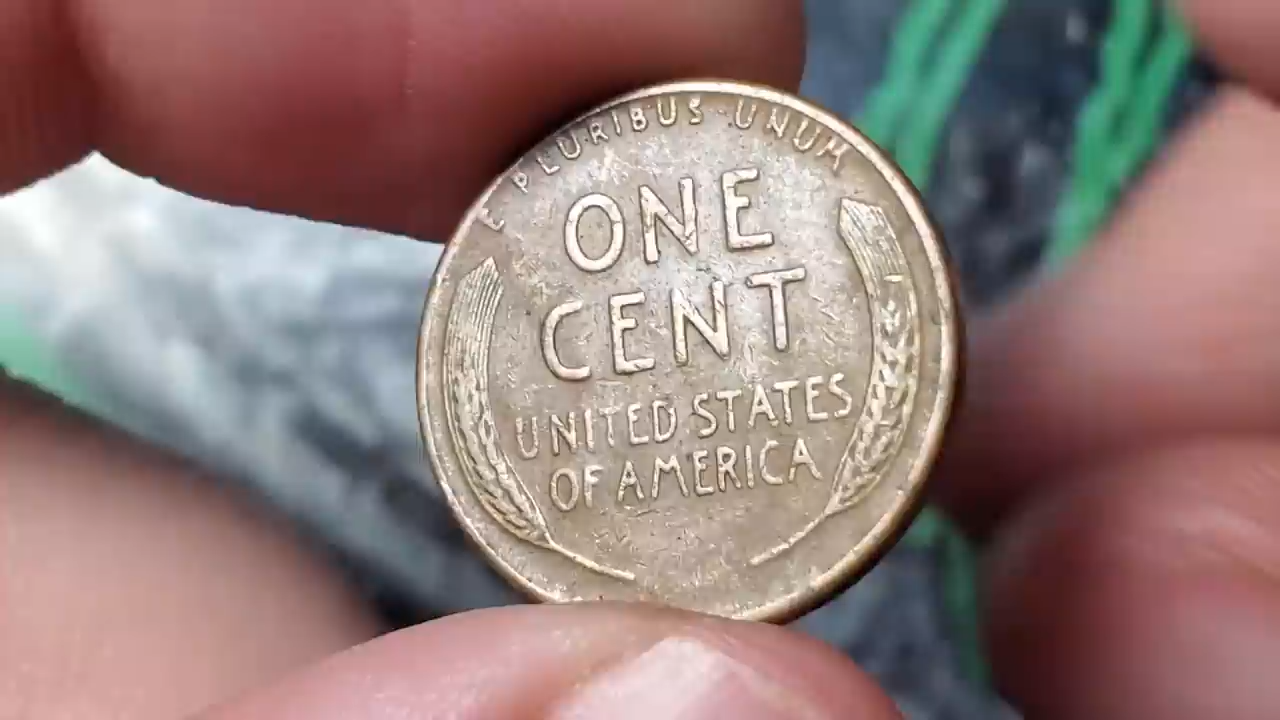 E PLURIBUS UNUM
ONE
CENT
UNITED STATES
OF AMERICA